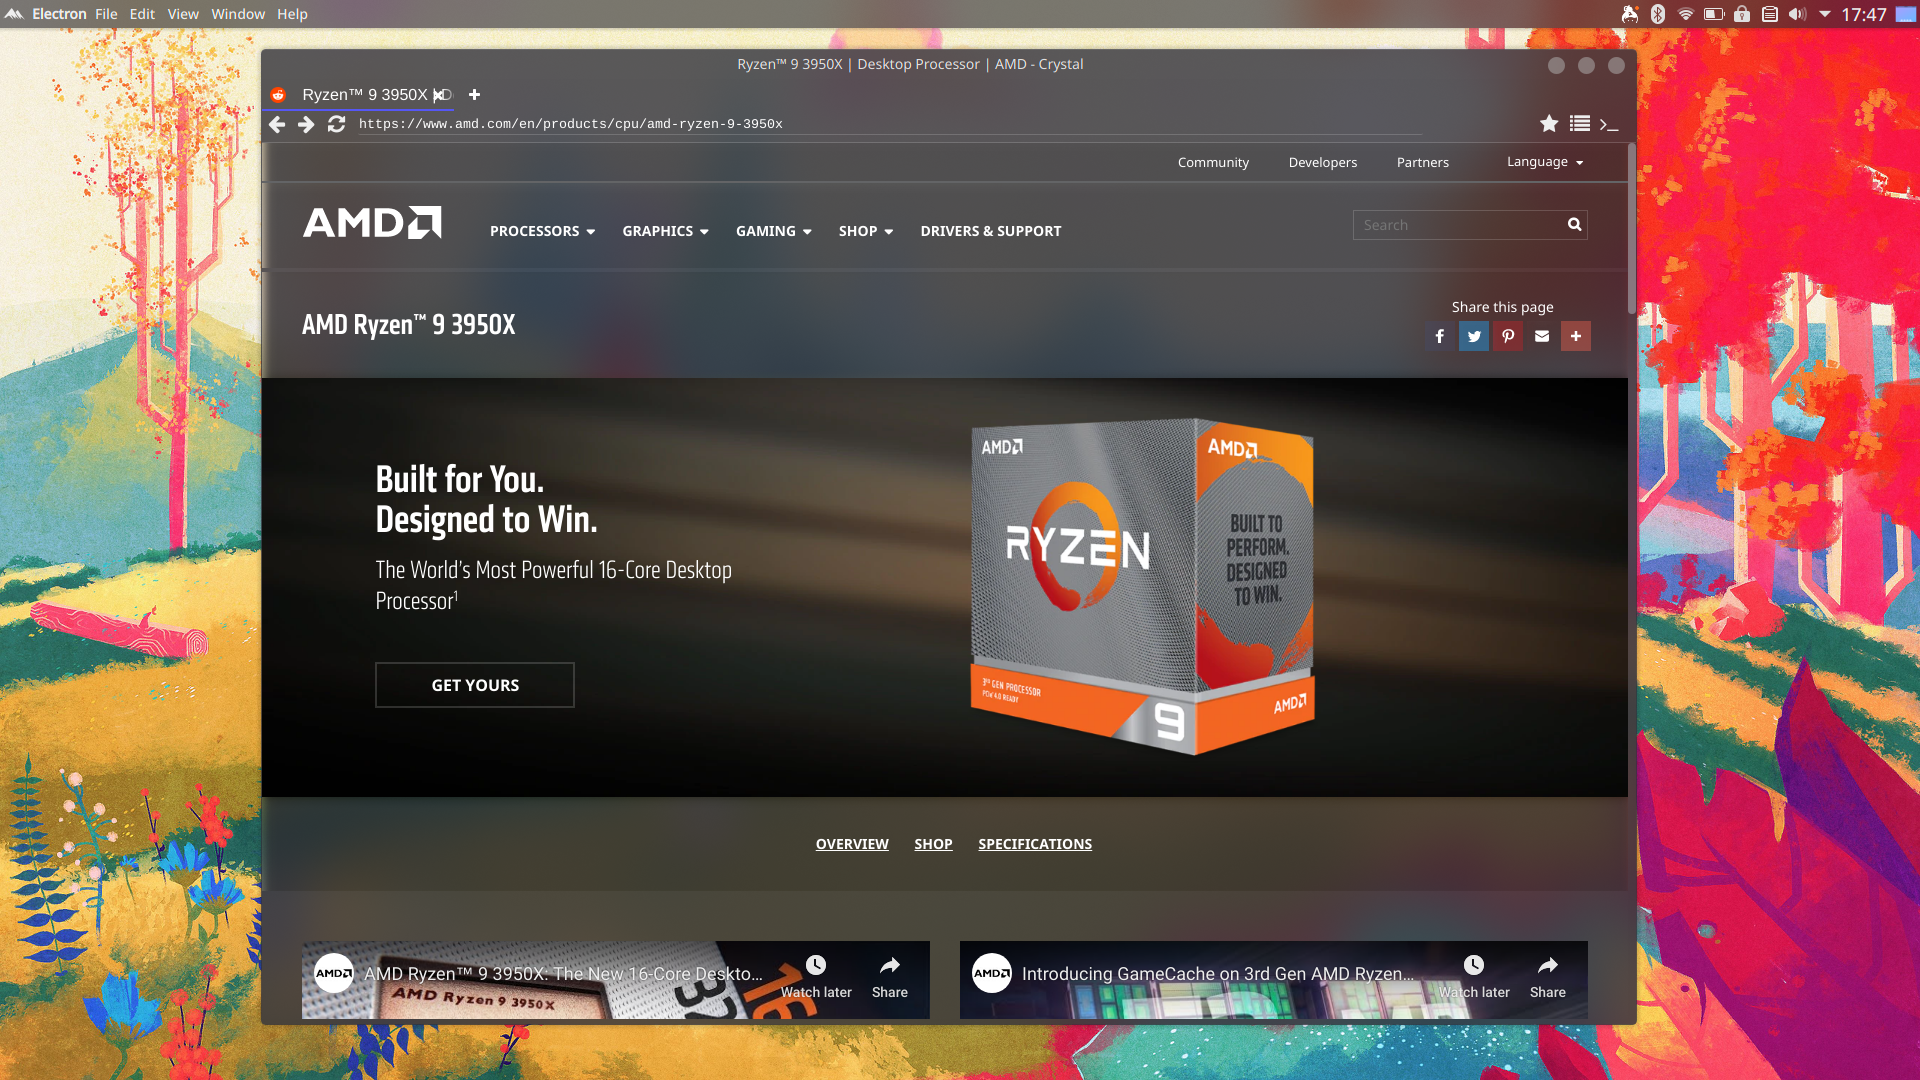 Electron File Edit View Window Help
17:47
Ryzen™ 9 3950X | Desktop Processor | AMD - Crystal
Ryzen™ 9 3950X
https://www.amd.com/en/products/cpu/amd-ryzen-9-3950x
Community Developers Partners Language
AMD
PROCESSORS GRAPHICS GAMING SHOP DRIVERS & SUPPORT
Search
AMD Ryzen™ 9 3950X
Share this page
Built for You.
Designed to Win.
The World's Most Powerful 16-Core Desktop
Processor¹
GET YOURS
AMD
AMD
RYZEN
BUILT TO
PERFORM.
DESIGNED
TO WIN.
3RD GEN PROCESSOR
PCIe 4.0 READY
9
AMD
OVERVIEW SHOP SPECIFICATIONS
AMD
AMD Ryzen™ 9 3950X: The New 16-Core Deskto...
Watch later
Share
AMD Ryzen 9 3950X
32
16
AMD
Introducing GameCache on 3rd Gen AMD Ryzen...
Watch later
Share